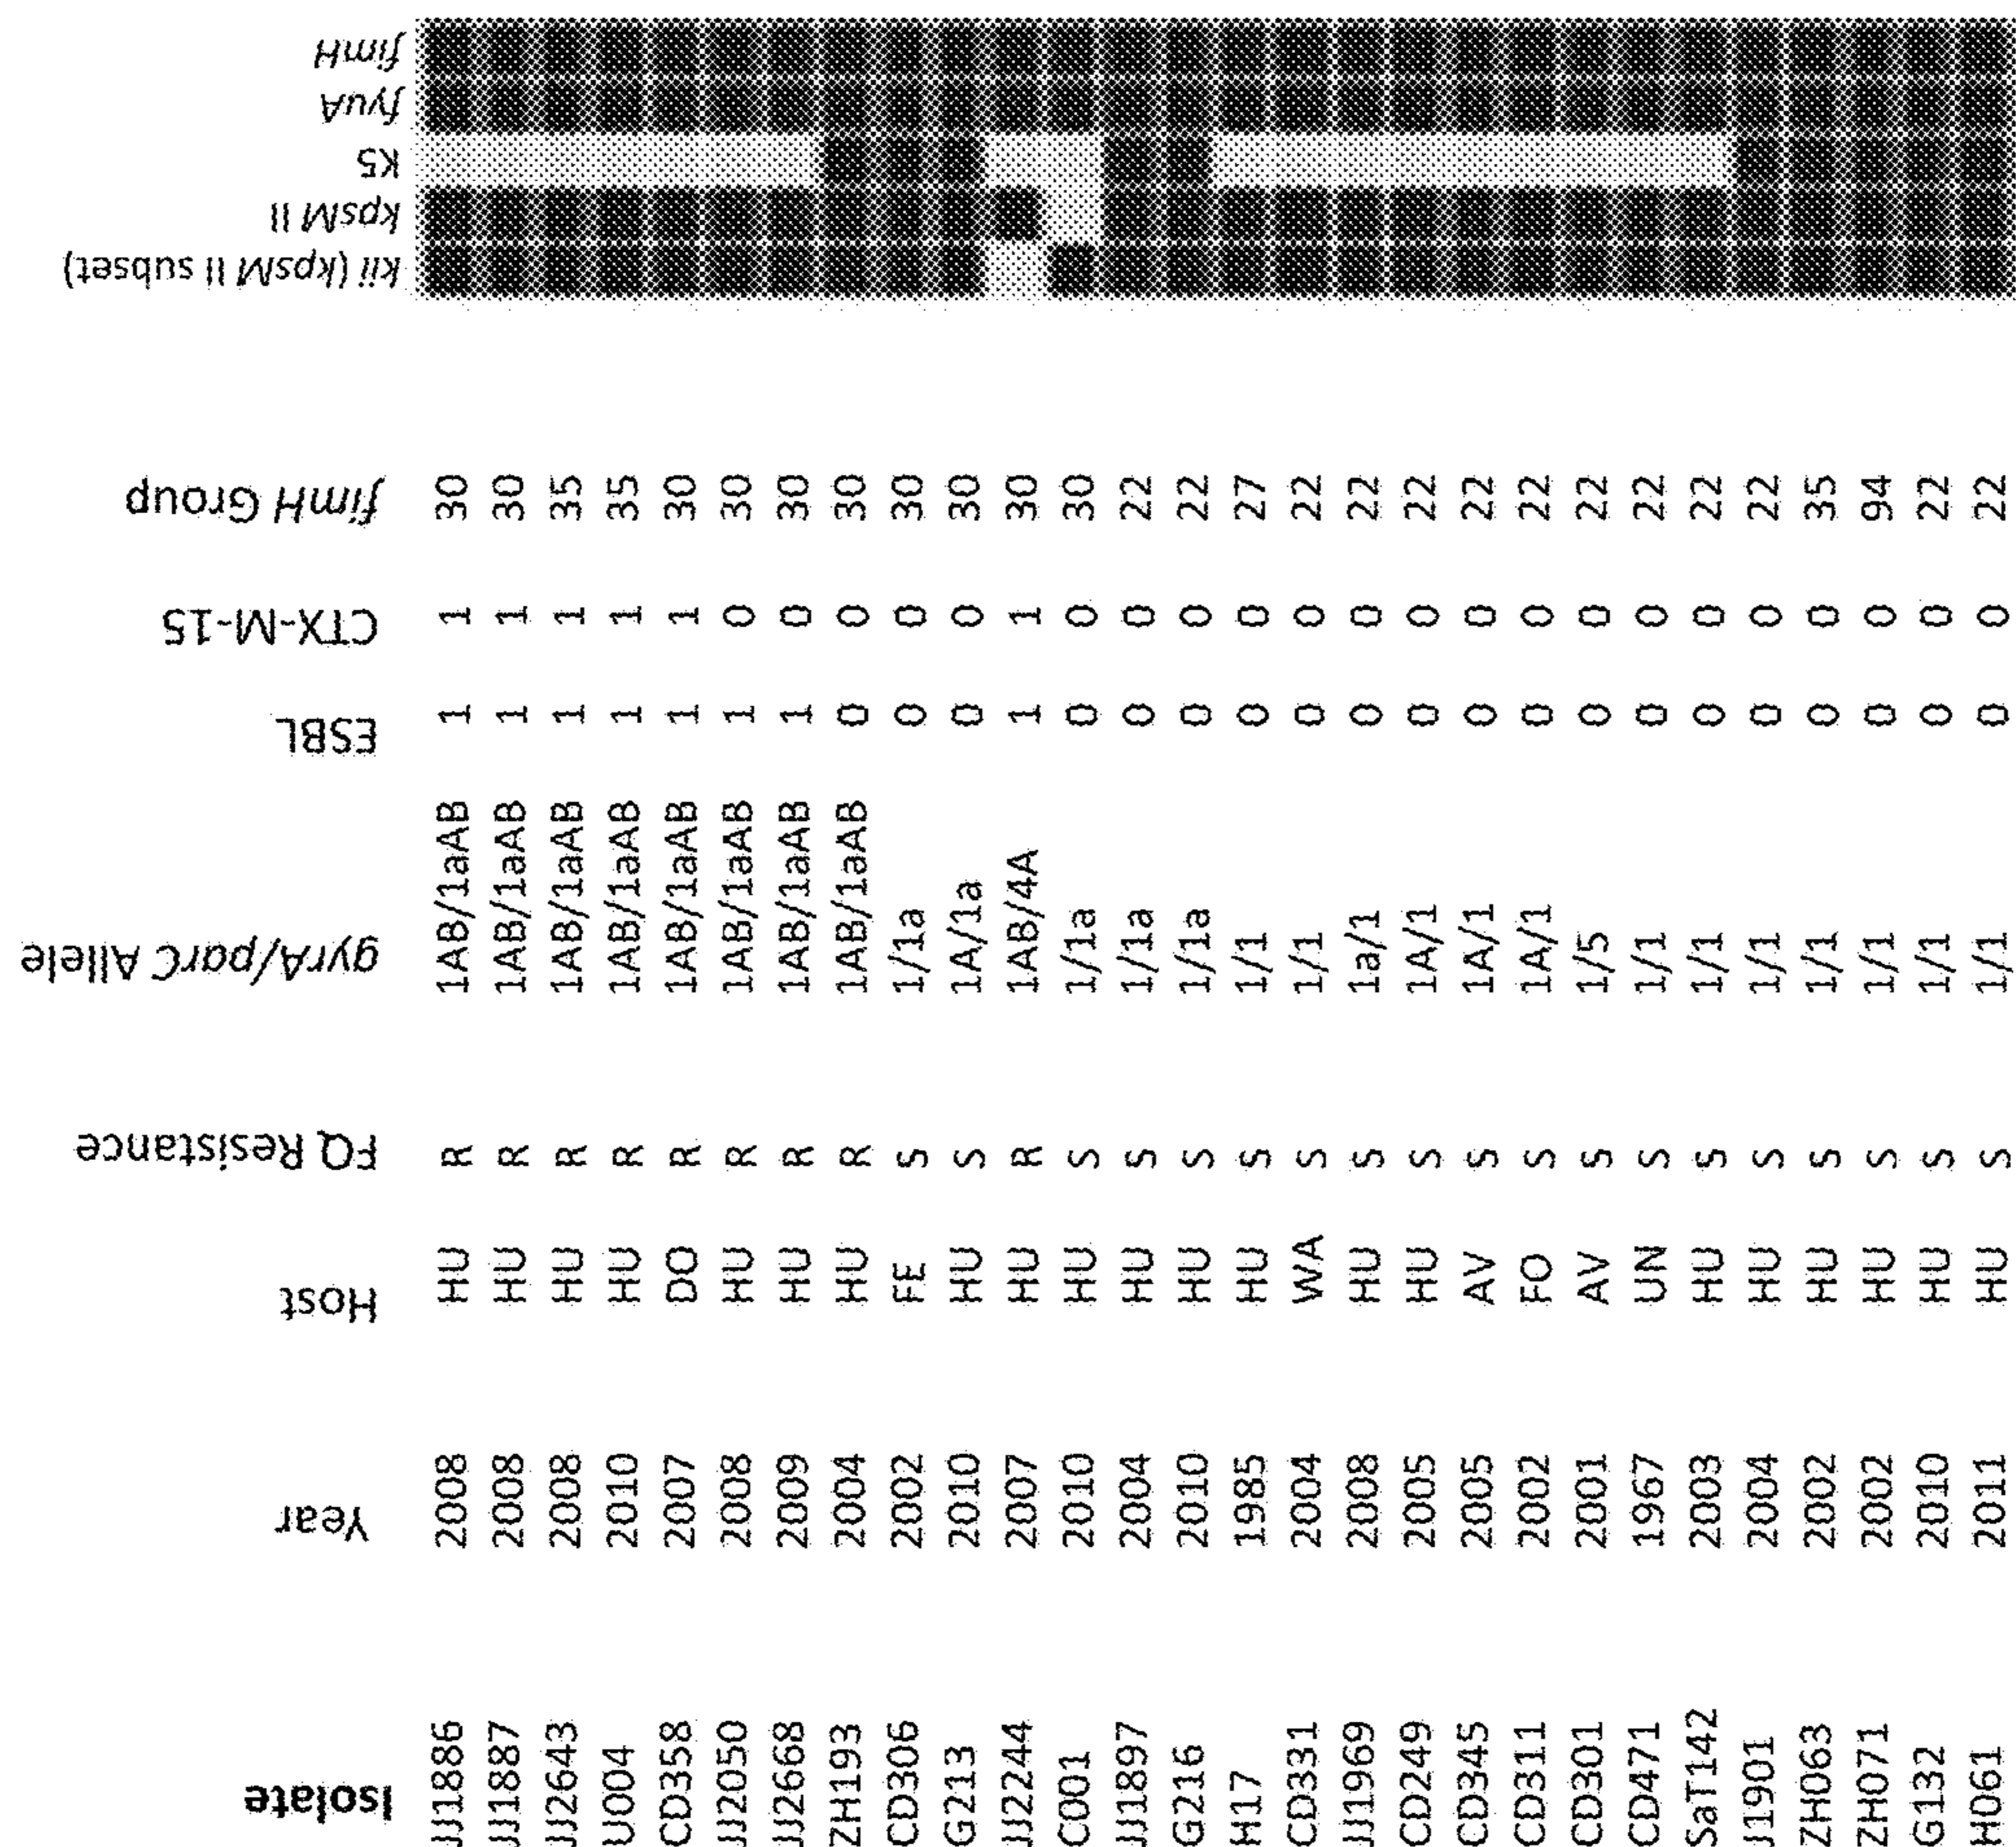 Isolate Year Host FQ Resistance gyrA/parC Allele ESBL CTX-M-15 fimH Group kii (kpsM II subset) kpsM II K5 fyuA fimH
JJ1886 2008 HU R 1AB/1aAB 1 1 30
JJ1887 2008 HU R 1AB/1aAB 1 1 30
JJ2643 2008 HU R 1AB/1aAB 1 1 35
U004 2010 HU R 1AB/1aAB 1 1 35
CD358 2007 DO R 1AB/1aAB 1 1 30
JJ2050 2008 HU R 1AB/1aAB 1 0 30
JJ2668 2009 HU R 1AB/1aAB 1 0 30
ZH193 2004 HU R 1AB/1aAB 0 0 30
CD306 2002 FE S 1/1a 0 0 30
G213 2010 HU S 1A/1a 0 0 30
JJ2244 2007 HU R 1AB/4A 1 1 30
C001 2010 HU S 1/1a 0 0 30
JJ1897 2004 HU S 1/1a 0 0 22
G216 2010 HU S 1/1a 0 0 22
H17 1985 HU S 1/1 0 0 27
CD331 2004 WA S 1/1 0 0 22
JJ1969 2008 HU S 1a/1 0 0 22
CD249 2005 HU S 1A/1 0 0 22
CD345 2005 AV S 1A/1 0 0 22
CD311 2002 FO S 1A/1 0 0 22
CD301 2001 AV S 1/5 0 0 22
CD471 1967 UN S 1/1 0 0 22
SaT142 2003 HU S 1/1 0 0 22
J1901 2004 HU S 1/1 0 0 22
ZH063 2002 HU S 1/1 0 0 35
ZH071 2002 HU S 1/1 0 0 94
G132 2010 HU S 1/1 0 0 22
H061 2011 HU S 1/1 0 0 22